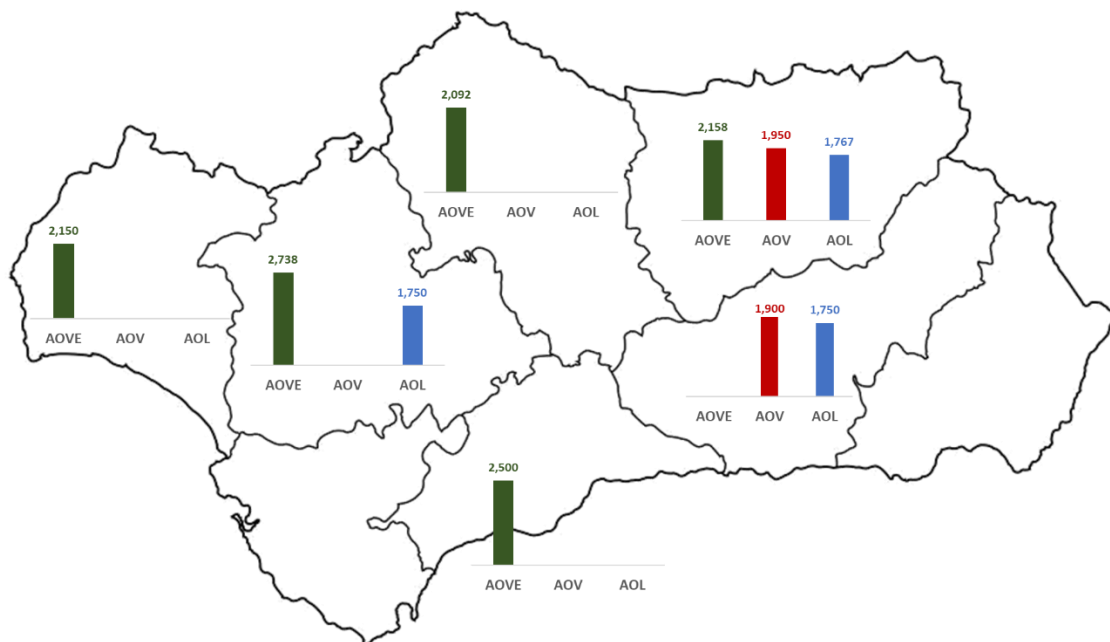 2,092
AOVE AOV AOL
2,158 1,950 1,767
AOVE AOV AOL
2,150
AOVE AOV AOL
2,738 1,750
AOVE AOV AOL
1,900 1,750
AOVE AOV AOL
2,500
AOVE AOV AOL